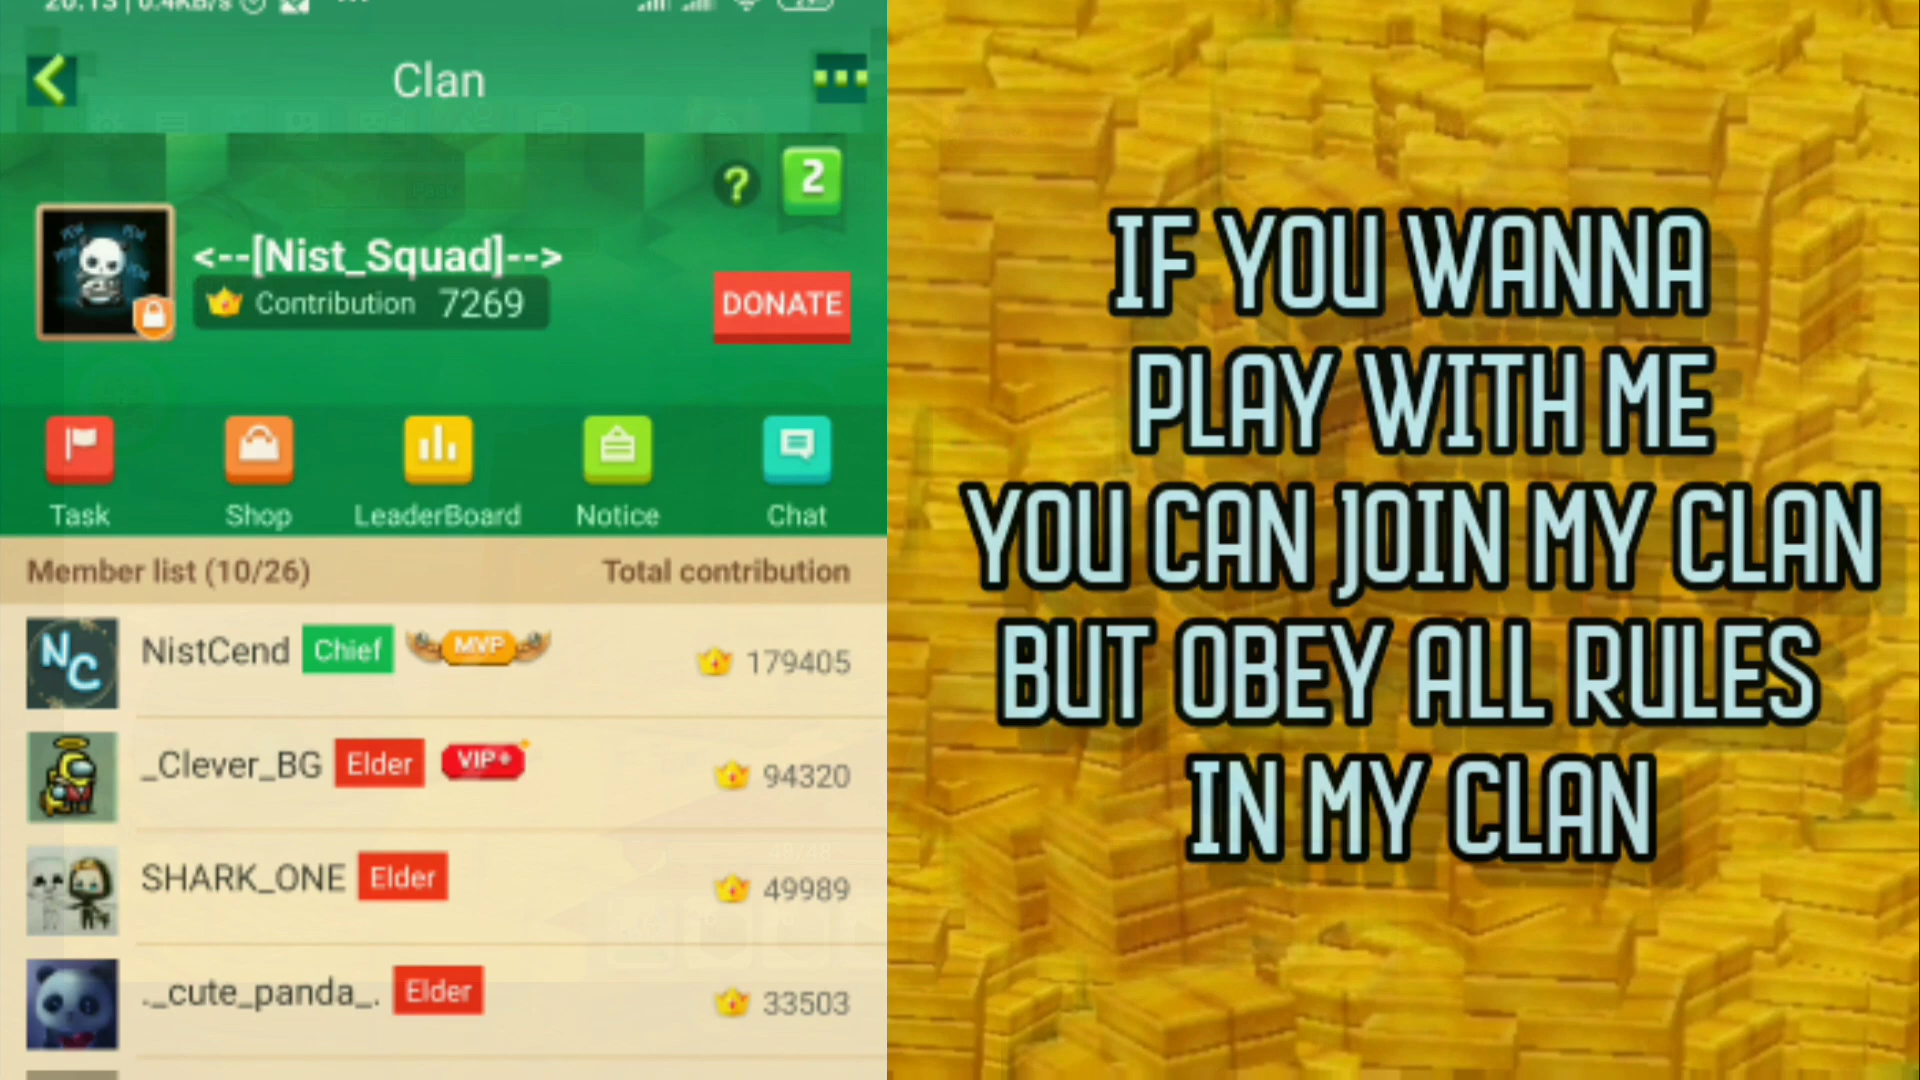 Clan
2
<--[Nist_Squad]-->
Contribution 7269
DONATE
Task Shop LeaderBoard Notice Chat
Member list (10/26) Total contribution
NistCend Chief MVP 179405
_Clever_BG Elder VIP+ 94320
SHARK_ONE Elder 49989
._cute_panda_. Elder 33503
IF YOU WANNA
PLAY WITH ME
YOU CAN JOIN MY CLAN
BUT OBEY ALL RULES
IN MY CLAN